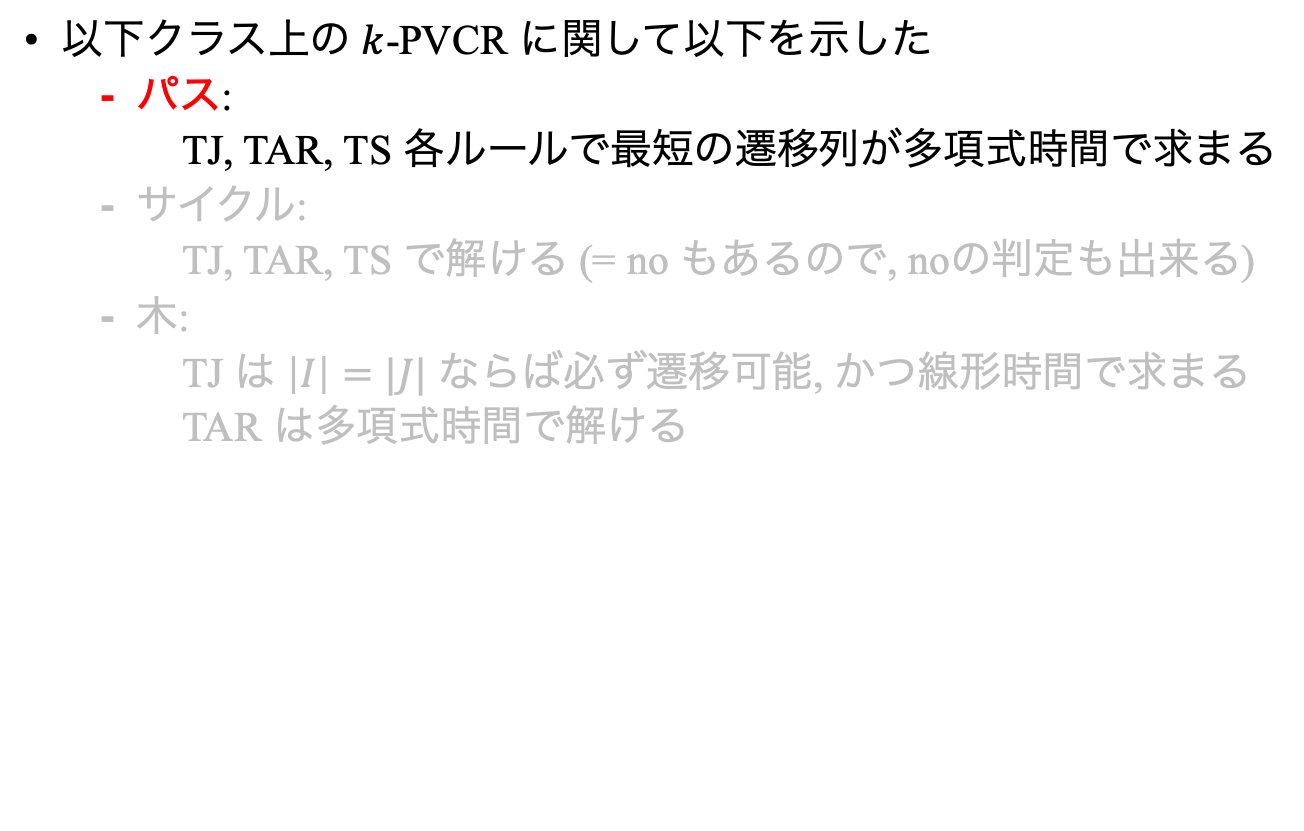 • 以下クラス上の k-PVCR に関して以下を示した
- パス:
TJ, TAR, TS 各ルールで最短の遷移列が多項式時間で求まる
- サイクル:
TJ, TAR, TS で解ける (= no もあるので, noの判定も出来る)
- 木:
TJ は |I| = |J| ならば必ず遷移可能, かつ線形時間で求まる
TAR は多項式時間で解ける